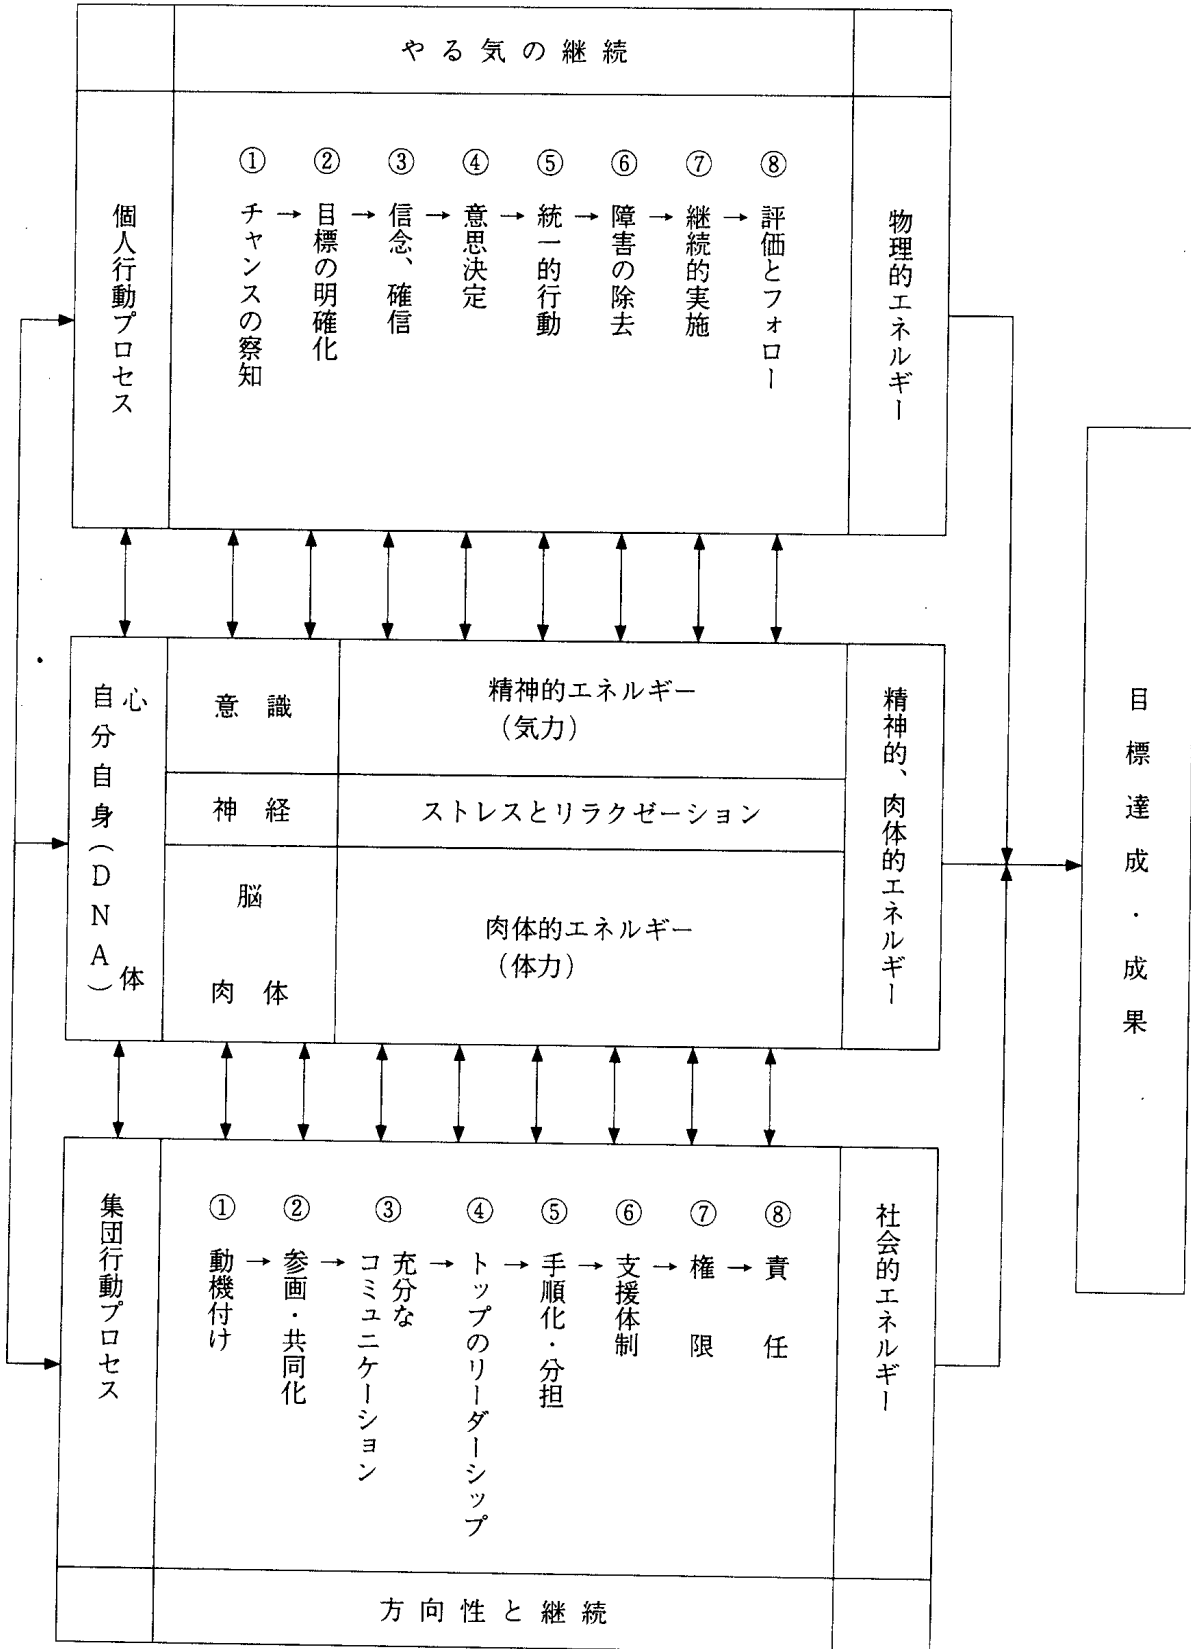 やる気の継続
個人行動プロセス
① ② ③ ④ ⑤ ⑥ ⑦ ⑧
チャンスの察知
→
目標の明確化
→
信念、確信
→
意思決定
→
統一的行動
→
障害の除去
→
継続的実施
→
評価とフォロー
物理的エネルギー
心
自分自身(DNA)
体
意識
精神的エネルギー
(気力)
神経
ストレスとリラクゼーション
脳
肉体
肉体的エネルギー
(体力)
精神的、肉体的エネルギー
目標達成・成果
集団行動プロセス
① ② ③ ④ ⑤ ⑥ ⑦ ⑧
動機付け
→
参画・共同化
→
充分な
コミュニケーション
→
トップのリーダーシップ
→
手順化・分担
→
支援体制
→
権限
→
責任
社会的エネルギー
方向性と継続